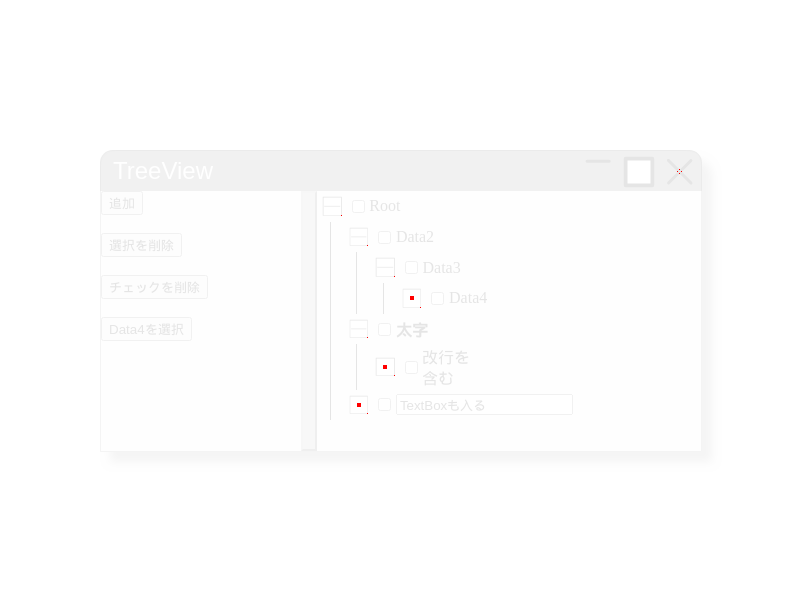 TreeView
追加
選択を削除
チェックを削除
Data4を選択
Root
Data2
Data3
Data4
太字
改行を
含む
TextBoxも入る